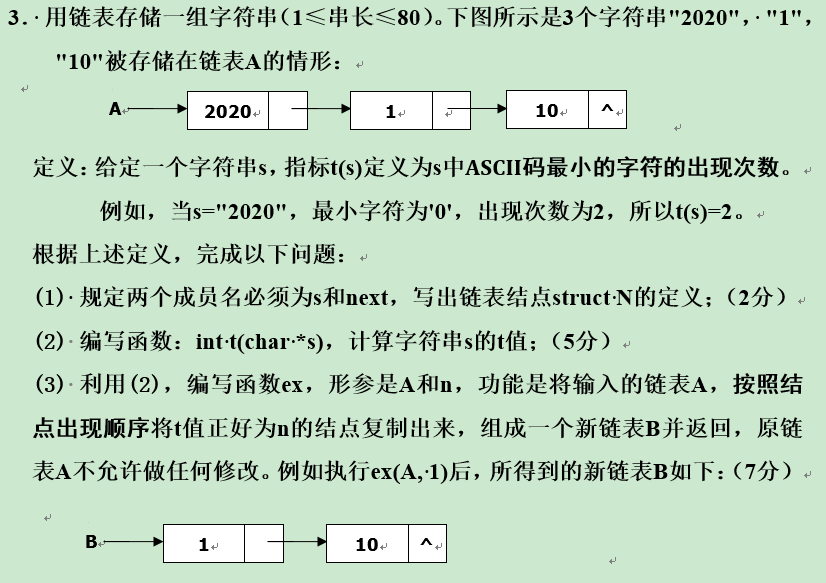 3. 用链表存储一组字符串(1≤串长≤80)。下图所示是3个字符串"2020", "1",
"10"被存储在链表A的情形:
A 2020 1 10 ^
定义:给定一个字符串s,指标t(s)定义为s中ASCII码最小的字符的出现次数。
例如,当s="2020",最小字符为'0',出现次数为2,所以t(s)=2。
根据上述定义,完成以下问题:
(1) 规定两个成员名必须为s和next,写出链表结点struct N的定义;(2分)
(2) 编写函数:int t(char *s),计算字符串s的t值;(5分)
(3) 利用(2),编写函数ex,形参是A和n,功能是将输入的链表A,按照结
点出现顺序将t值正好为n的结点复制出来,组成一个新链表B并返回,原链
表A不允许做任何修改。例如执行ex(A, 1)后,所得到的新链表B如下:(7分)
B 1 10 ^